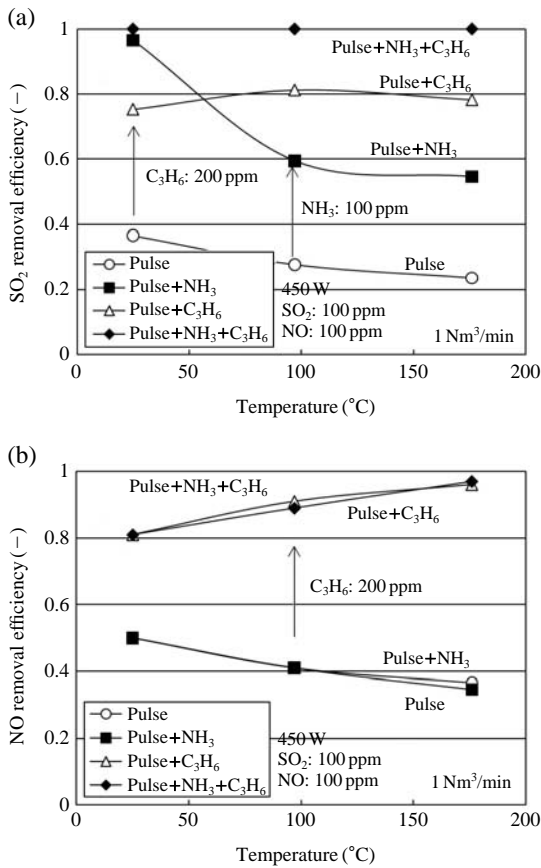 (a)
1
0.8
0.6
0.4
0.2
0
SO₂ removal efficiency (−)
Pulse+NH₃+C₃H₆
Pulse+C₃H₆
Pulse+NH₃
C₃H₆: 200 ppm
NH₃: 100 ppm
Pulse
Pulse
Pulse+NH₃
Pulse+C₃H₆
Pulse+NH₃+C₃H₆
450 W
SO₂: 100 ppm
NO: 100 ppm
1 Nm³/min
0 50 100 150 200
Temperature (°C)
(b)
1
0.8
0.6
0.4
0.2
0
NO removal efficiency (−)
Pulse+NH₃+C₃H₆
Pulse+C₃H₆
C₃H₆: 200 ppm
Pulse+NH₃
Pulse
Pulse
Pulse+NH₃
Pulse+C₃H₆
Pulse+NH₃+C₃H₆
450 W
SO₂: 100 ppm
NO: 100 ppm
1 Nm³/min
0 50 100 150 200
Temperature (°C)